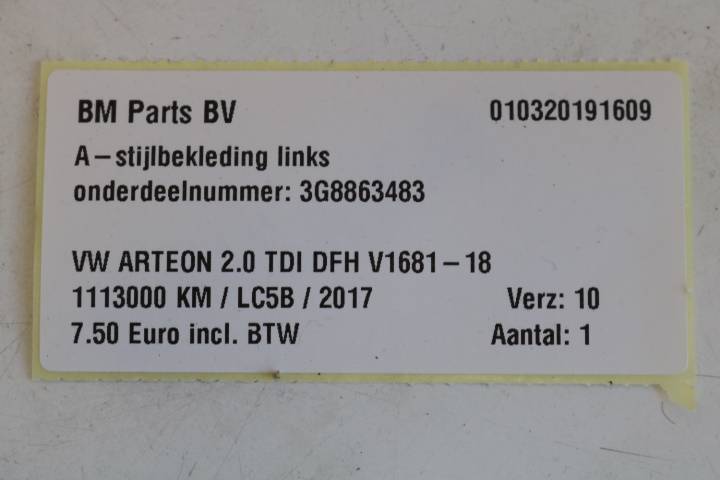 BM Parts BV 010320191609
A-stijlbekleding links
onderdeelnummer: 3G8863483
VW ARTEON 2.0 TDI DFH V1681-18
1113000 KM / LC5B / 2017 Verz: 10
7.50 Euro incl. BTW Aantal: 1